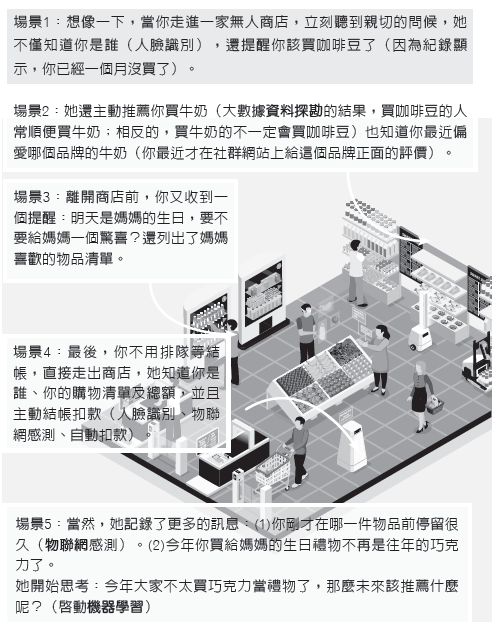 場景1：想像一下，當你走進一家無人商店，立刻聽到親切的問候，她
不僅知道你是誰（人臉識別），還提醒你該買咖啡豆了（因為紀錄顯
示，你已經一個月沒買了）。
場景2：她還主動推薦你買牛奶（大數據資料探勘的結果，買咖啡豆的人
常順便買牛奶；相反的，買牛奶的不一定會買咖啡豆）也知道你最近偏
愛哪個品牌的牛奶（你最近才在社群網站上給這個品牌正面的評價）。
場景3：離開商店前，你又收到一
個提醒：明天是媽媽的生日，要不
要給媽媽一個驚喜？還列出了媽媽
喜歡的物品清單。
場景4：最後，你不用排隊等結
帳，直接走出商店，她知道你是
誰、你的購物清單及總額，並且
主動結帳扣款（人臉識別、物聯
網感測、自動扣款）。
場景5：當然，她記錄了更多的訊息：(1)你剛才在哪一件物品前停留很
久（物聯網感測）。(2)今年你買給媽媽的生日禮物不再是往年的巧克
力了。
她開始思考：今年大家不太買巧克力當禮物了，那麼未來該推薦什麼
呢？（啓動機器學習）